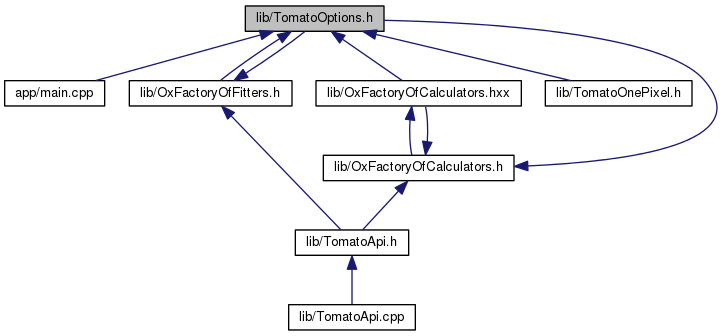 lib/TomatoOptions.h
app/main.cpp
lib/OxFactoryOfFitters.h
lib/OxFactoryOfCalculators.hxx
lib/TomatoOnePixel.h
lib/OxFactoryOfCalculators.h
lib/TomatoApi.h
lib/TomatoApi.cpp